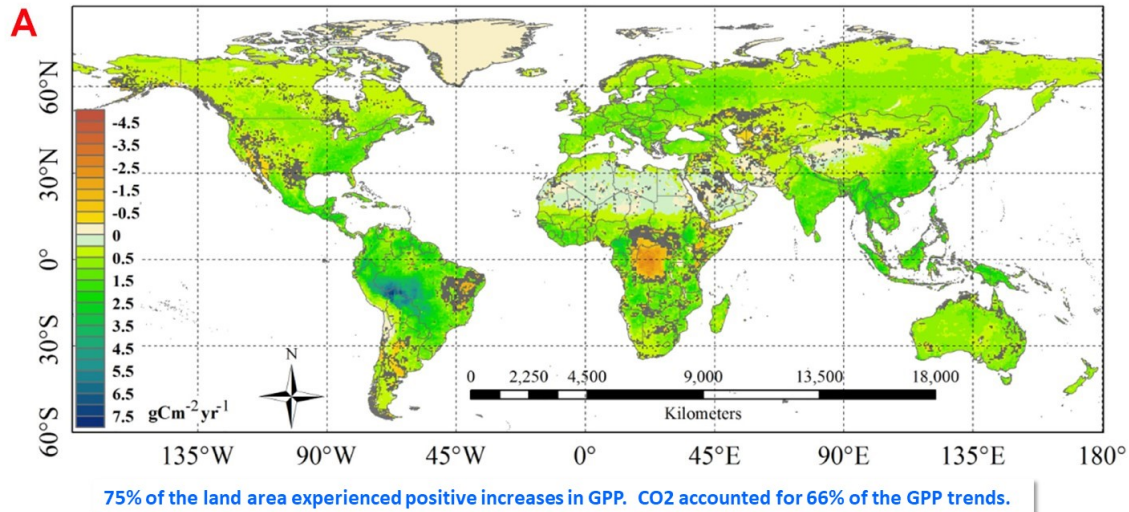 A
60°N
30°N
0°
30°S
60°S
-4.5
-3.5
-2.5
-1.5
-0.5
0
0.5
1.5
2.5
3.5
4.5
5.5
6.5
7.5
gCm⁻²yr⁻¹
N
0 2,250 4,500 9,000 13,500 18,000
Kilometers
135°W 90°W 45°W 0° 45°E 90°E 135°E 180°
75% of the land area experienced positive increases in GPP. CO2 accounted for 66% of the GPP trends.